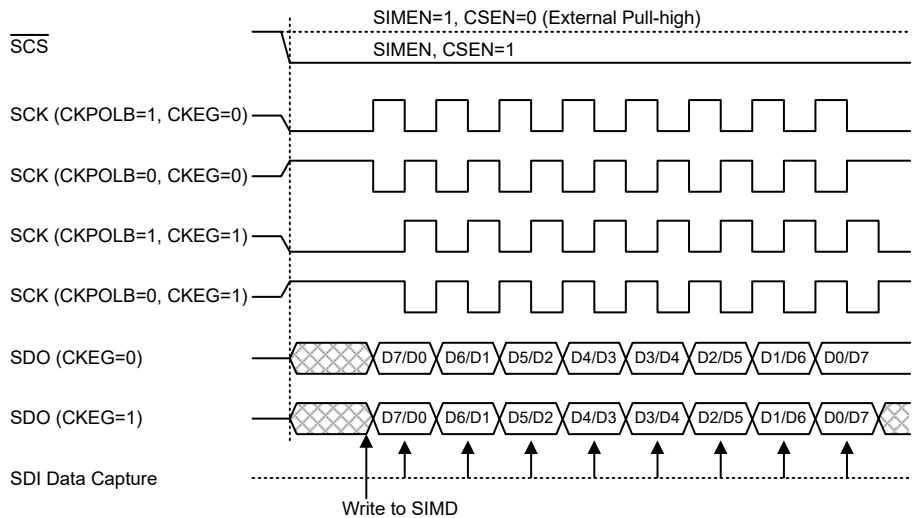 SIMEN=1, CSEN=0 (External Pull-high)
SCS
SIMEN, CSEN=1
SCK (CKPOLB=1, CKEG=0)
SCK (CKPOLB=0, CKEG=0)
SCK (CKPOLB=1, CKEG=1)
SCK (CKPOLB=0, CKEG=1)
SDO (CKEG=0) D7/D0 D6/D1 D5/D2 D4/D3 D3/D4 D2/D5 D1/D6 D0/D7
SDO (CKEG=1) D7/D0 D6/D1 D5/D2 D4/D3 D3/D4 D2/D5 D1/D6 D0/D7
SDI Data Capture
Write to SIMD